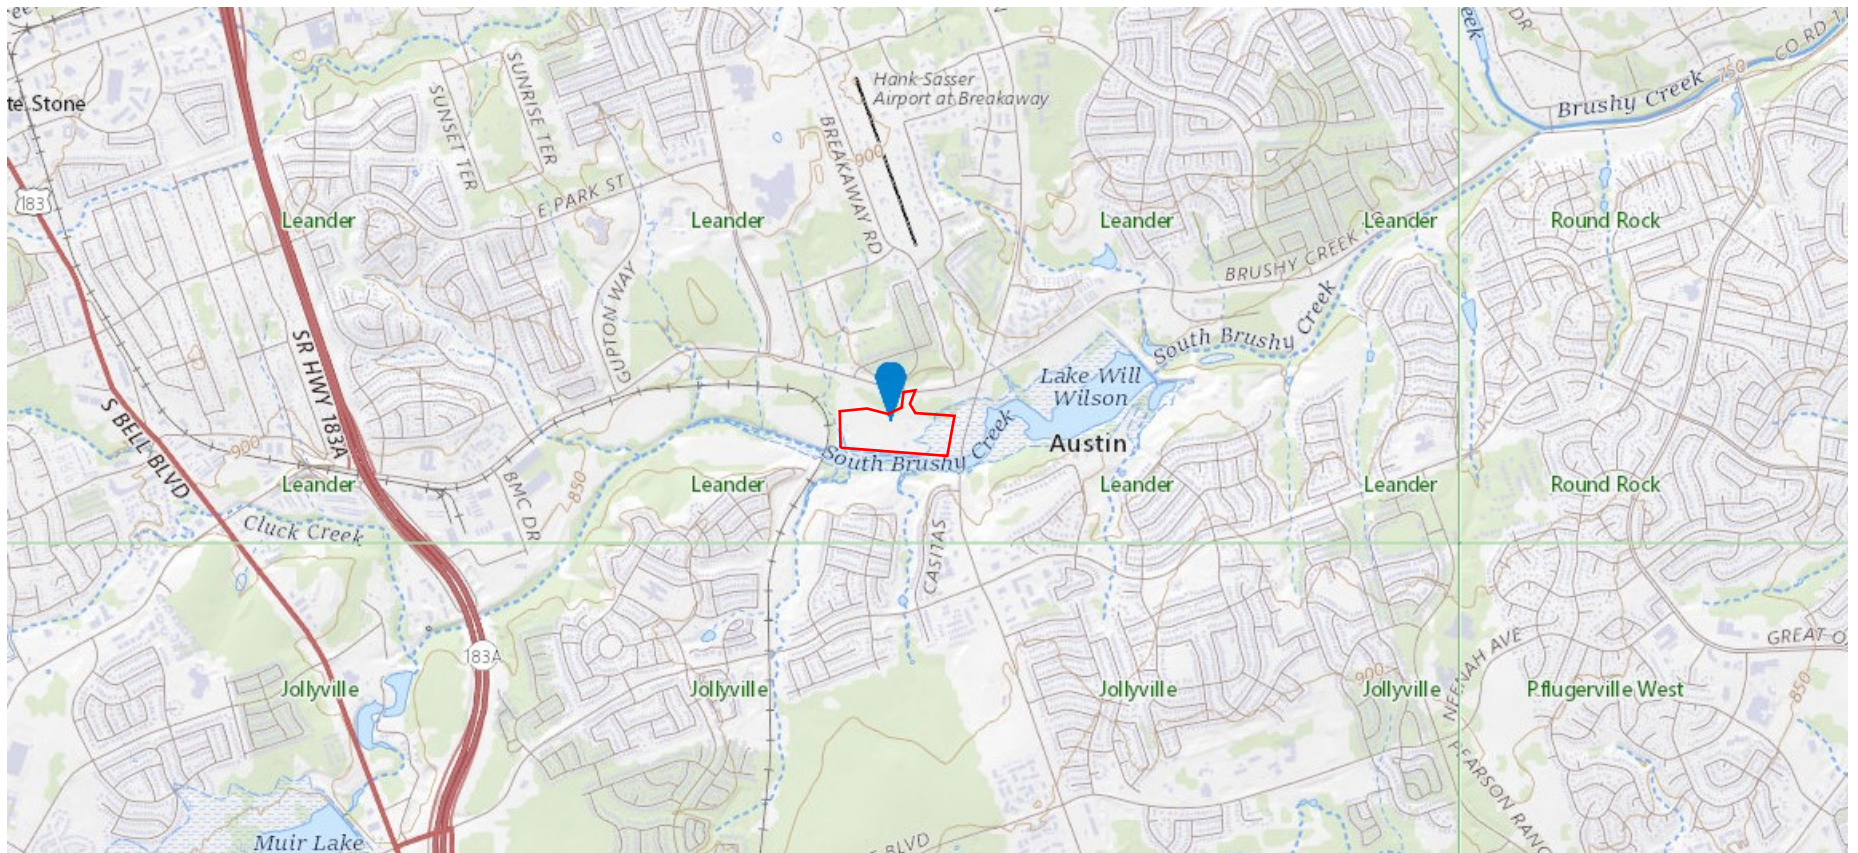 eek
DR
Hank Sasser
Airport at Breakaway
CO RD
750
Brushy Creek
te Stone
SUNSET TER
SUNRISE TER
BREAKAWAY RD
900
E PARK ST
183
Leander
Leander
Leander
Leander
Round Rock
BRUSHY CREEK
GUPTON WAY
South Brushy Creek
SR HWY 183A
Lake Will
Wilson
S BELL BLVD
900
Austin
South Brushy Creek
850
BMC DR
Leander
Leander
Leander
Leander
Round Rock
Cluck Creek
CASITAS
183A
NEENAH AVE
GREAT O
900
850
Jollyville
Jollyville
Jollyville
Jollyville
Pflugerville West
PEARSON RANC
Muir Lake
BLVD